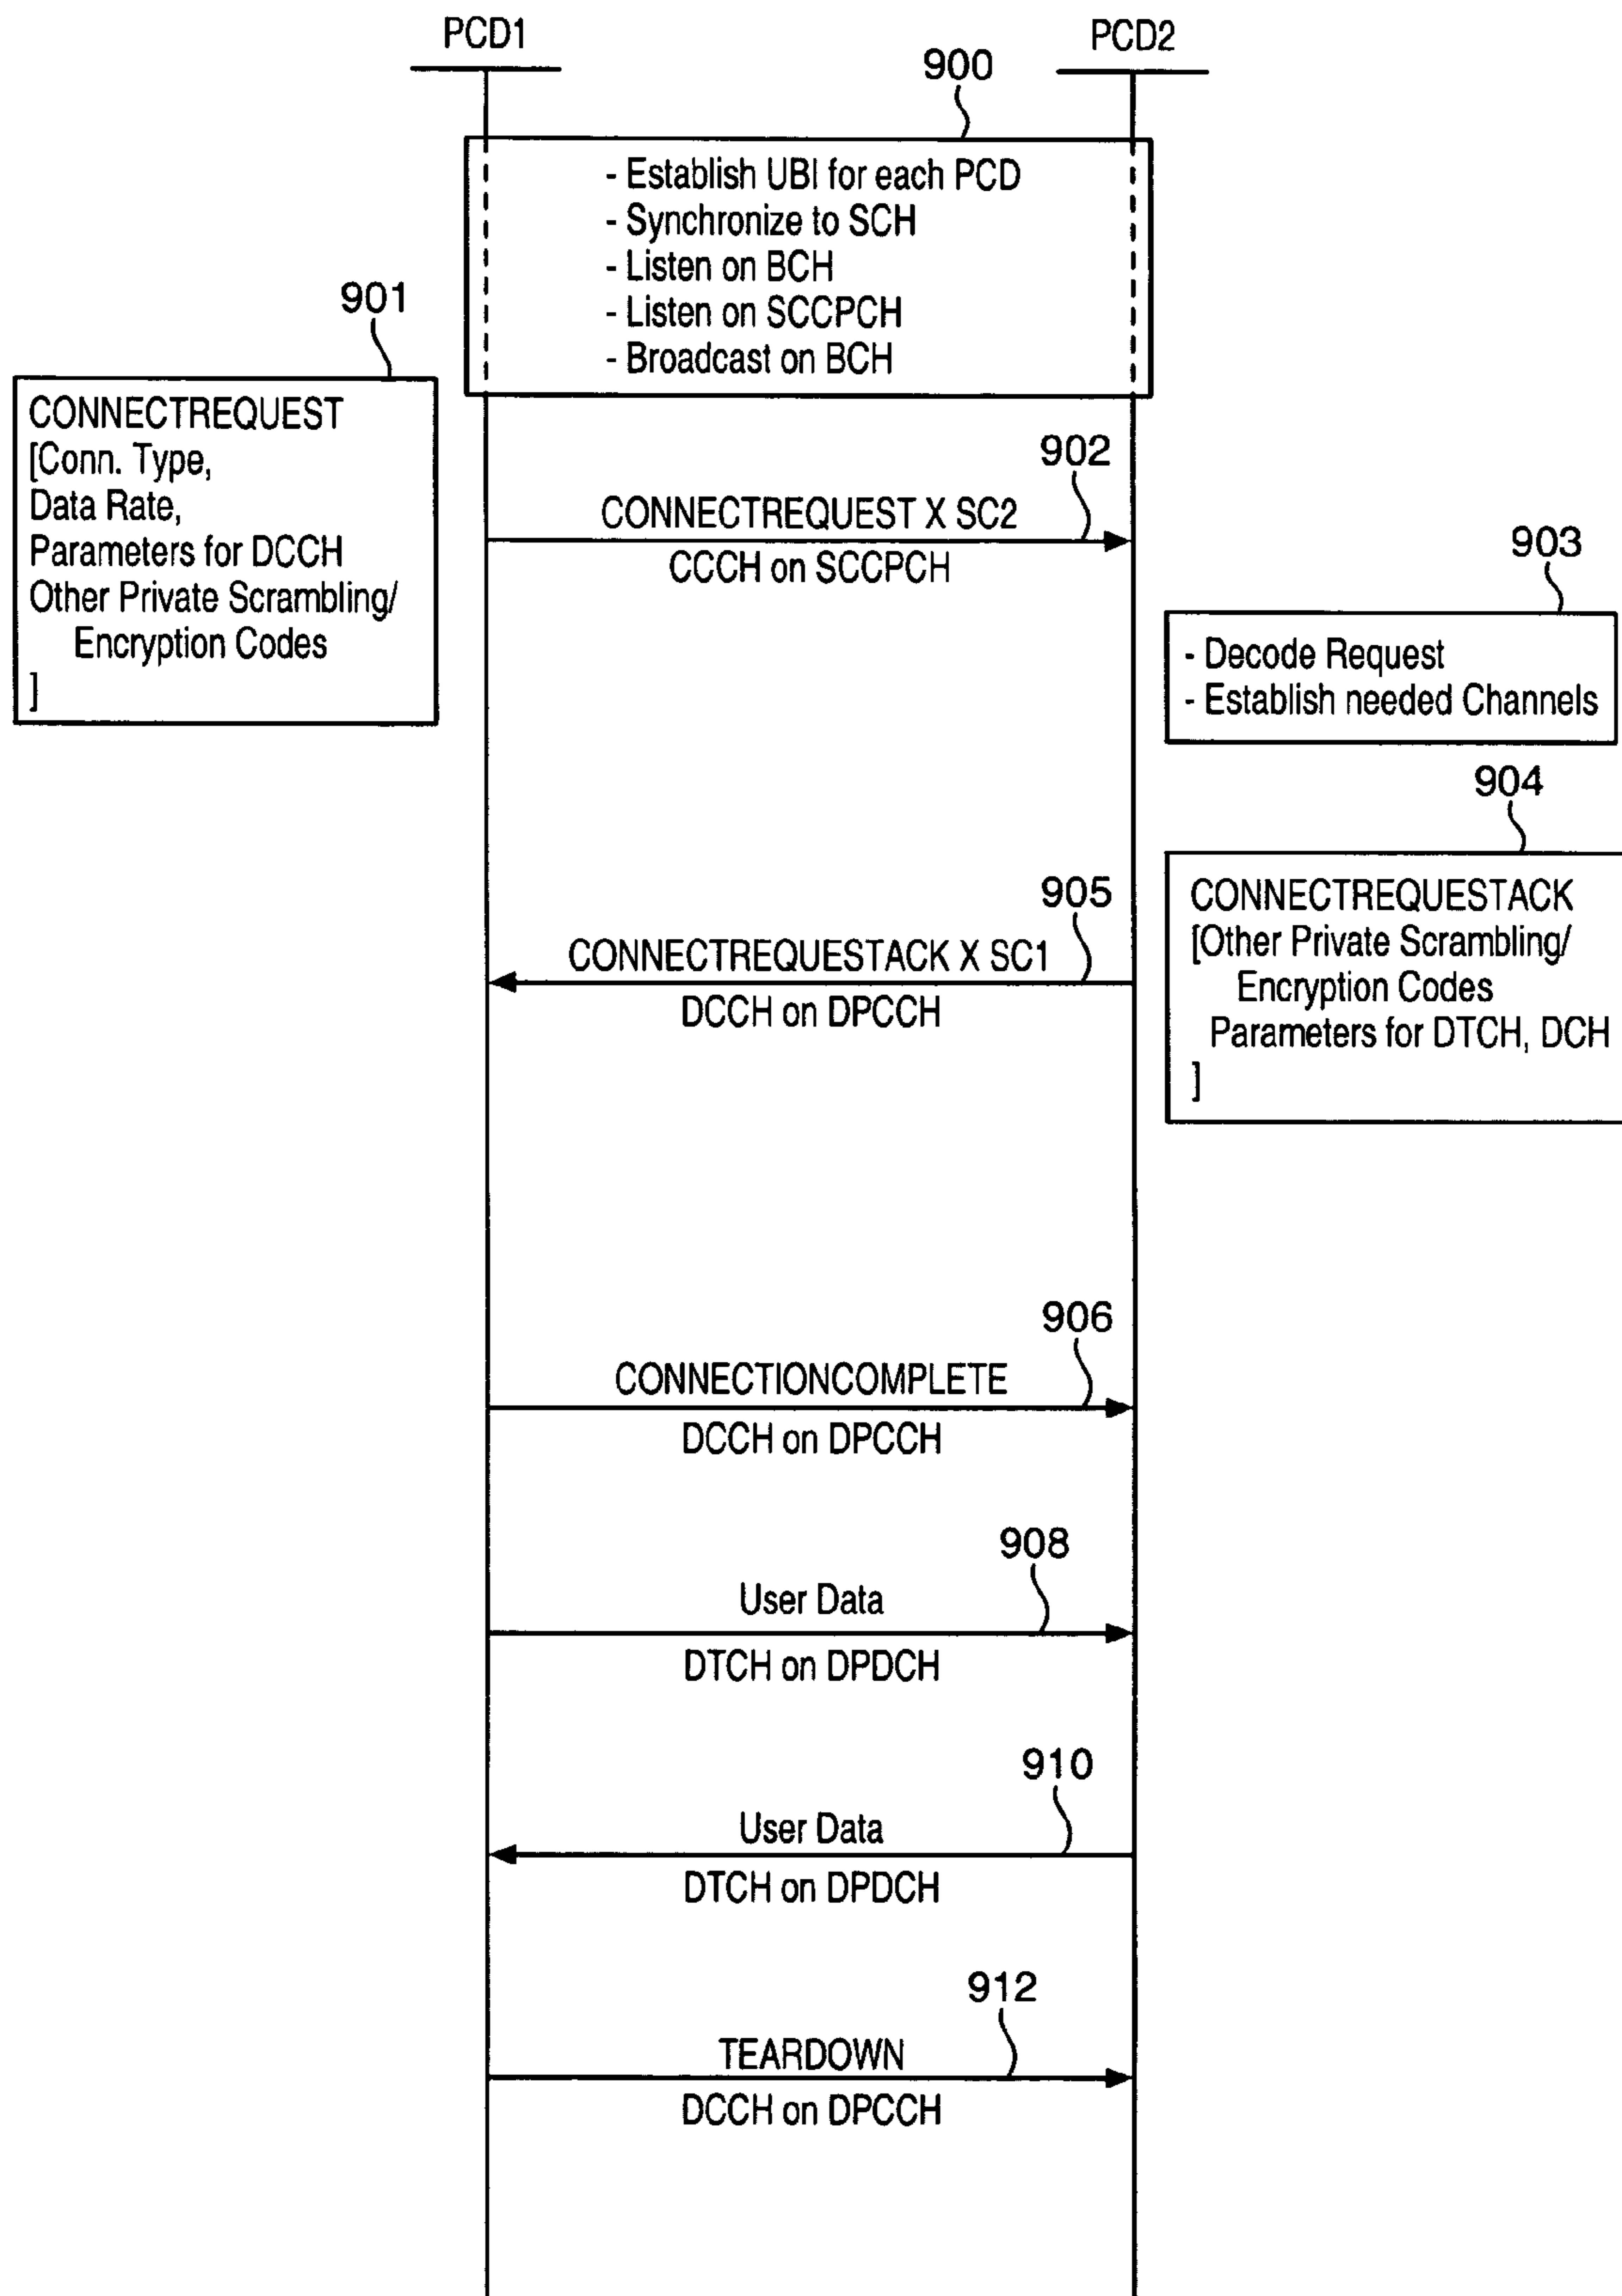 PCD1
PCD2
900
- Establish UBI for each PCD
- Synchronize to SCH
- Listen on BCH
- Listen on SCCPCH
- Broadcast on BCH
901
CONNECTREQUEST
[Conn. Type,
Data Rate,
Parameters for DCCH
Other Private Scrambling/
Encryption Codes
]
902
CONNECTREQUEST X SC2
CCCH on SCCPCH
903
- Decode Request
- Establish needed Channels
904
CONNECTREQUESTACK
[Other Private Scrambling/
Encryption Codes
Parameters for DTCH, DCH
]
905
CONNECTREQUESTACK X SC1
DCCH on DPCCH
906
CONNECTIONCOMPLETE
DCCH on DPCCH
908
User Data
DTCH on DPDCH
910
User Data
DTCH on DPDCH
912
TEARDOWN
DCCH on DPCCH